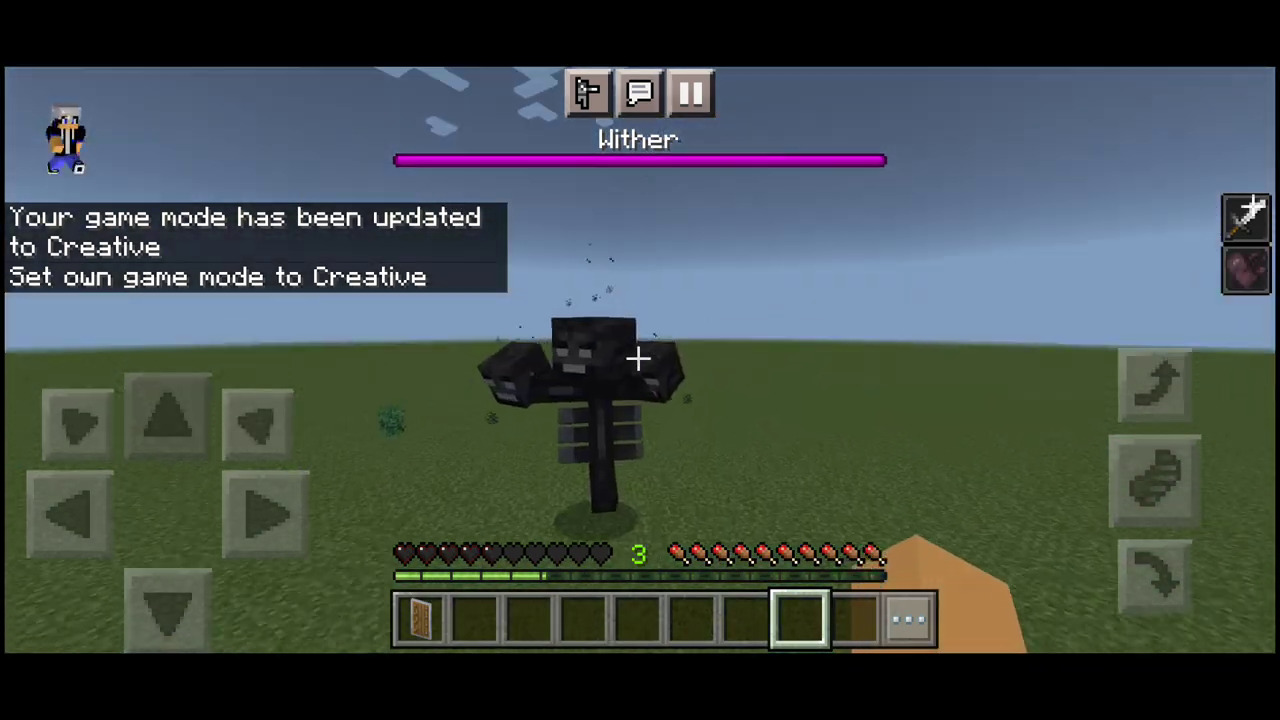 Wither
Your game mode has been updated
to Creative
Set own game mode to Creative
3